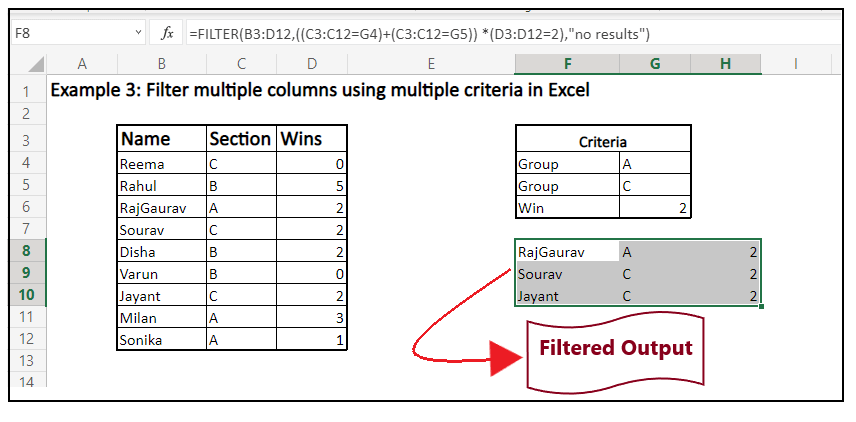 F8 fx =FILTER(B3:D12,((C3:C12=G4)+(C3:C12=G5)) *(D3:D12=2),"no results")
A B C D E F G H I
1 Example 3: Filter multiple columns using multiple criteria in Excel
2
3 Name Section Wins Criteria
4 Reema C 0 Group A
5 Rahul B 5 Group C
6 RajGaurav A 2 Win 2
7 Sourav C 2
8 Disha B 2 RajGaurav A 2
9 Varun B 0 Sourav C 2
10 Jayant C 2 Jayant C 2
11 Milan A 3
12 Sonika A 1
Filtered Output
13
14